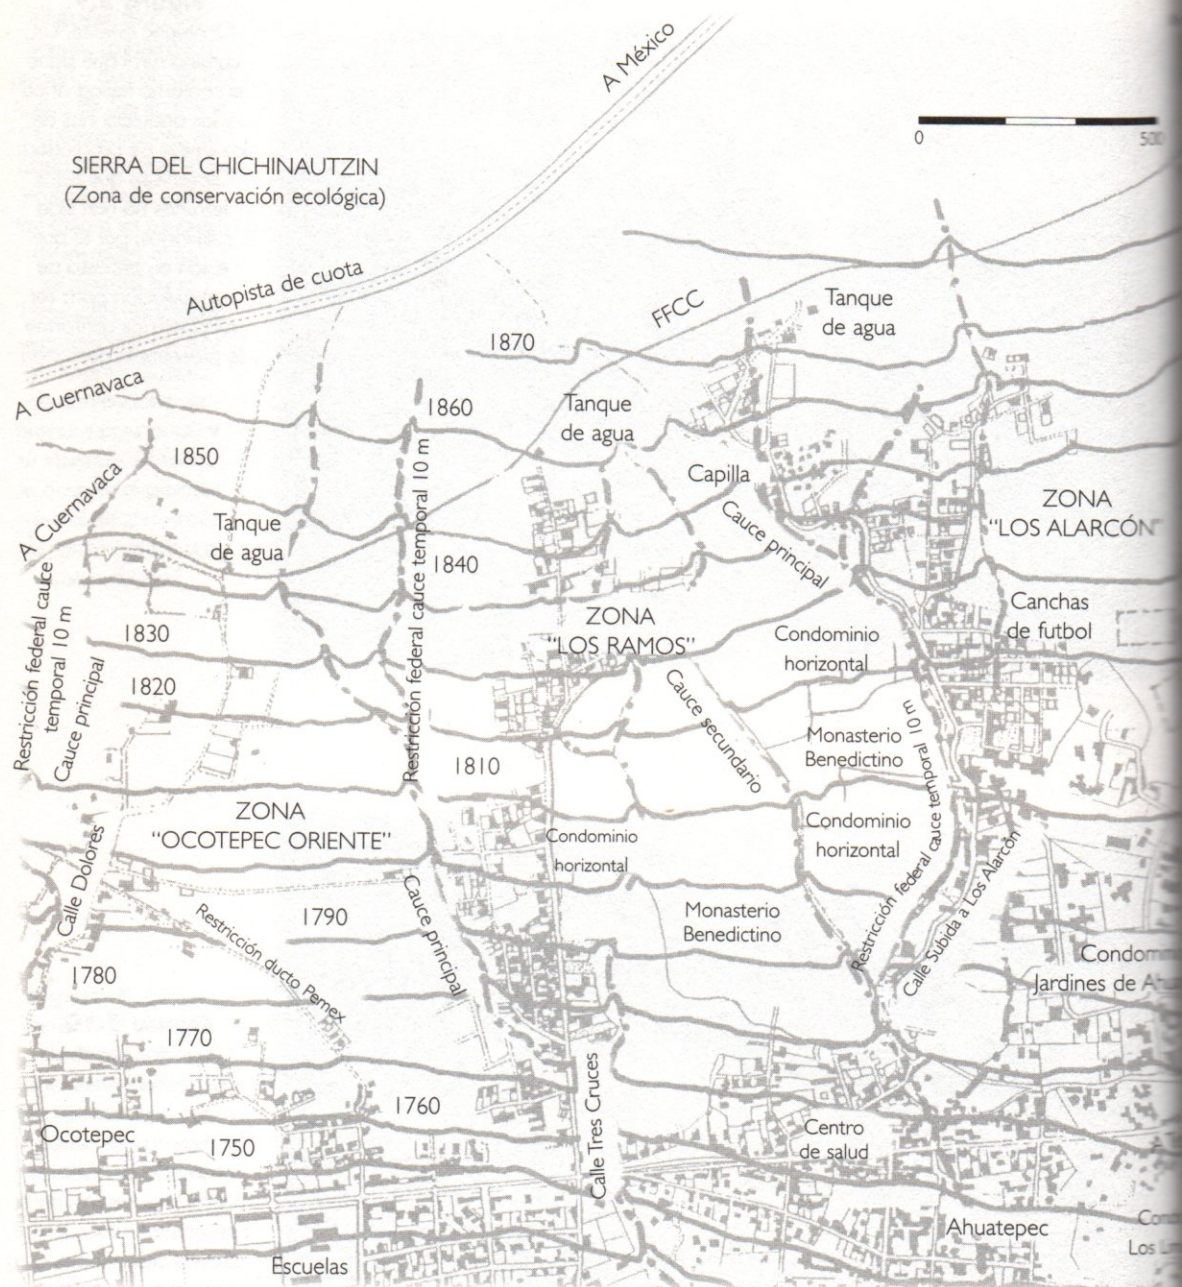 A México
0
500
SIERRA DEL CHICHINAUTZIN
(Zona de conservación ecológica)
Autopista de cuota
FFCC
Tanque
de agua
1870
A Cuernavaca
1860
Tanque
de agua
1850
Capilla
A Cuernavaca
Tanque
de agua
Restricción federal cauce temporal 10 m
Cauce principal
ZONA
"LOS ALARCÓN"
1840
Restricción federal cauce
temporal 10 m
Cauce principal
1830
ZONA
"LOS RAMOS"
Condominio
horizontal
Canchas
de futbol
1820
Cauce secundario
Monasterio
Benedictino
Restricción federal cauce temporal 10 m
1810
ZONA
"OCOTEPEC ORIENTE"
Condominio
horizontal
Condominio
horizontal
Calle Dolores
Cauce principal
Calle Subida a Los Alarcón
1790
Restricción ducto Pemex
Monasterio
Benedictino
1780
Jardines de
1770
1760
Calle Tres Cruces
Ocotepec
1750
Centro
de salud
Ahuatepec
Los
Escuelas